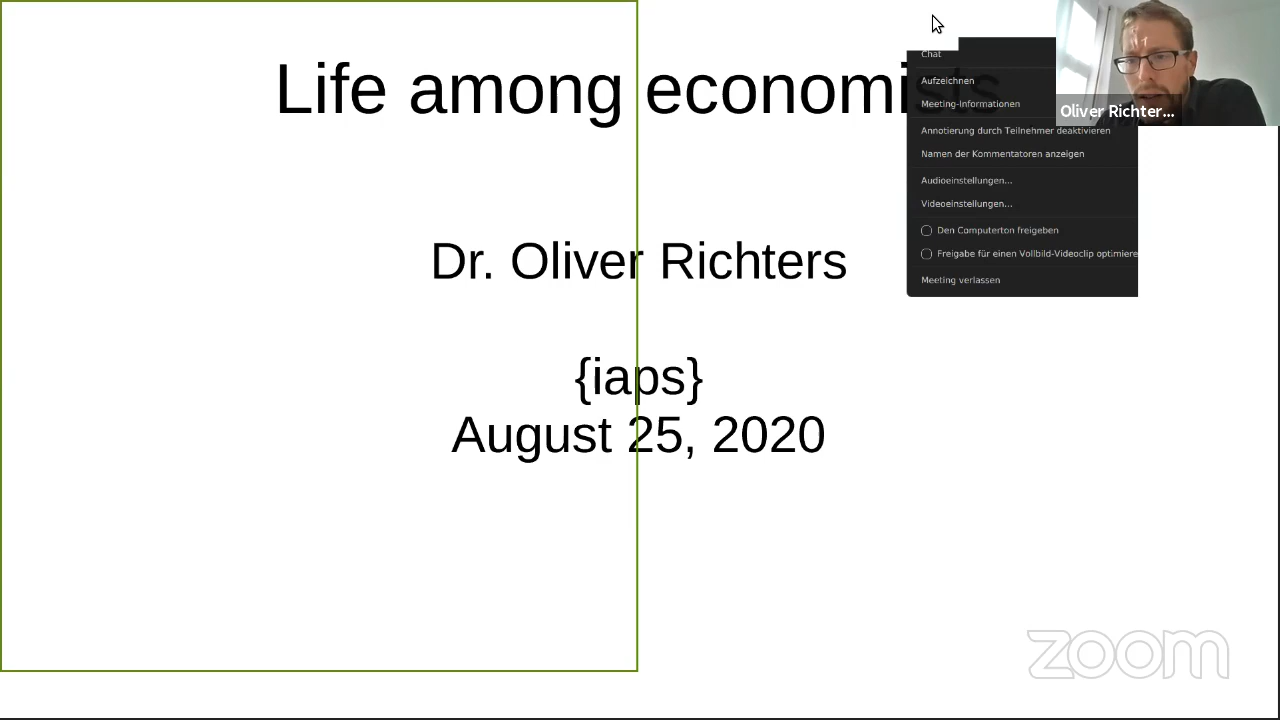 Life among economists
Dr. Oliver Richters
{iaps}
August 25, 2020
Chat
Aufzeichnen
Meeting-Informationen
Annotierung durch Teilnehmer deaktivieren
Namen der Kommentatoren anzeigen
Audioeinstellungen...
Videoeinstellungen...
Den Computerton freigeben
Freigabe für einen Vollbild-Videoclip optimiere
Meeting verlassen
Oliver Richter...
zoom